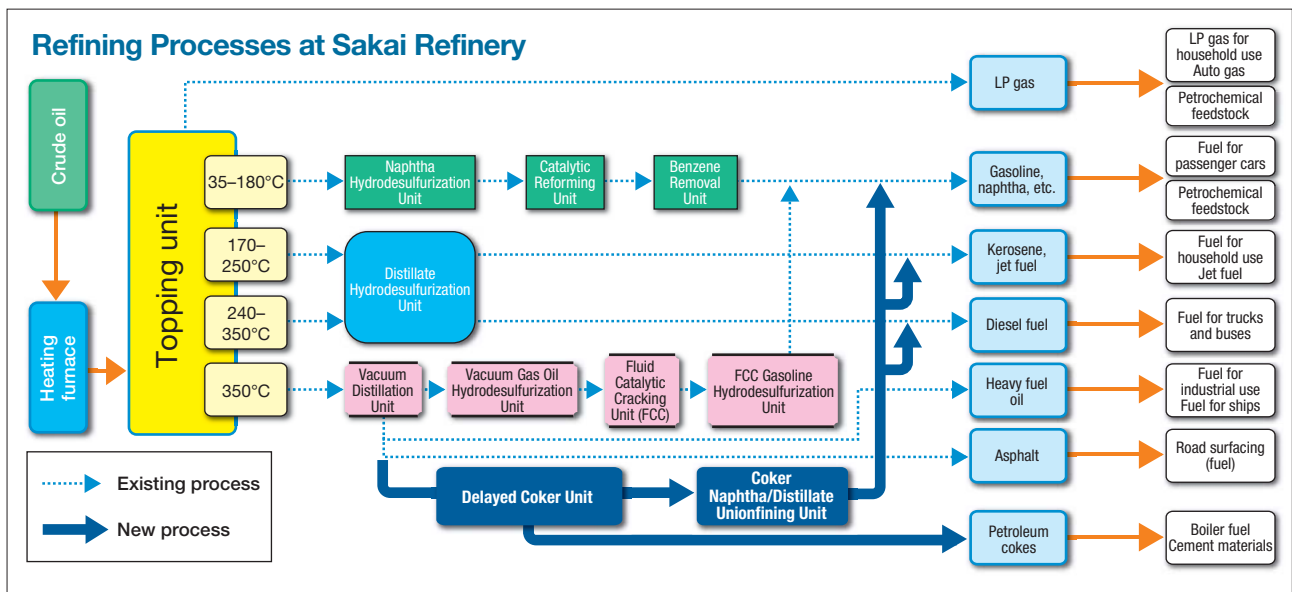 Refining Processes at Sakai Refinery
Crude oil
Heating
furnace
Topping unit
35–180°C
170–
250°C
240–
350°C
350°C
Naphtha
Hydrodesulfurization
Unit
Catalytic
Reforming
Unit
Benzene
Removal
Unit
Distillate
Hydrodesulfurization
Unit
Vacuum
Distillation
Unit
Vacuum Gas Oil
Hydrodesulfurization
Unit
Fluid
Catalytic
Cracking
Unit (FCC)
FCC Gasoline
Hydrodesulfurization
Unit
Delayed Coker Unit
Coker
Naphtha/Distillate
Unionfining Unit
LP gas
Gasoline,
naphtha, etc.
Kerosene,
jet fuel
Diesel fuel
Heavy fuel
oil
Asphalt
Petroleum
cokes
LP gas for
household use
Auto gas
Petrochemical
feedstock
Fuel for
passenger cars
Petrochemical
feedstock
Fuel for
household use
Jet fuel
Fuel for trucks
and buses
Fuel for
industrial use
Fuel for ships
Road surfacing
(fuel)
Boiler fuel
Cement materials
Existing process
New process